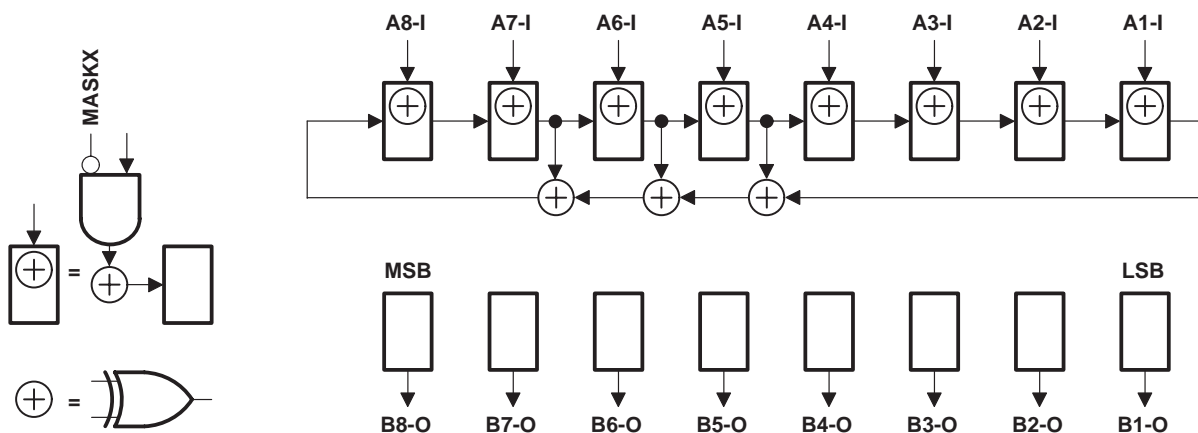 A8-I A7-I A6-I A5-I A4-I A3-I A2-I A1-I
MASKX
=
=
MSB LSB
B8-O B7-O B6-O B5-O B4-O B3-O B2-O B1-O